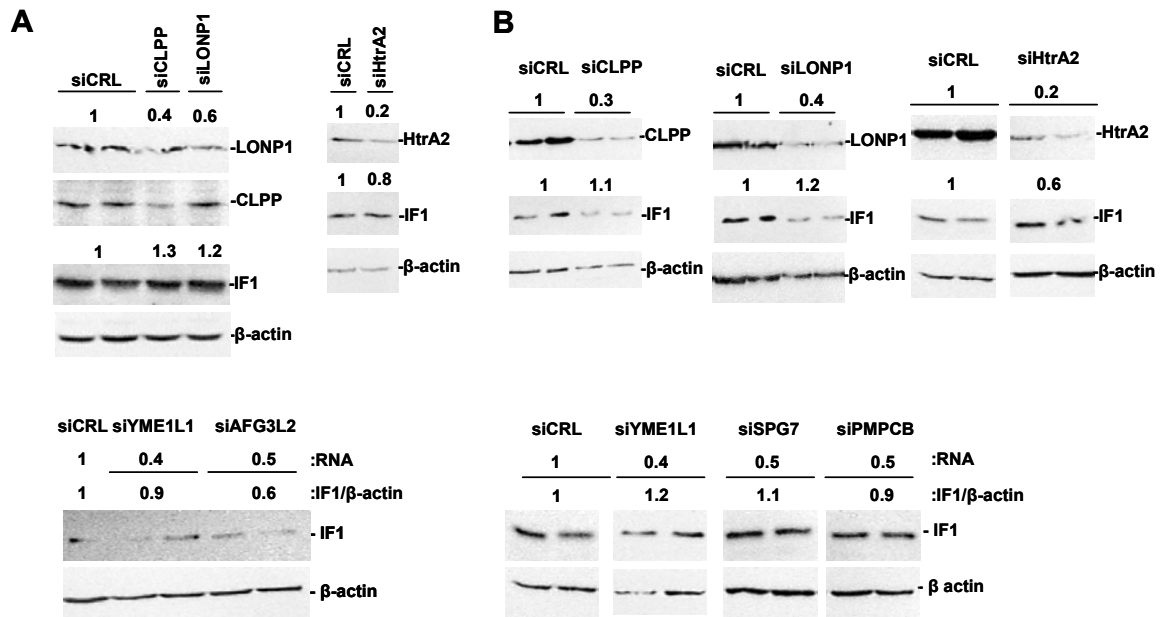 A
siCRL siCLPP siLONP1
1 0.4 0.6
-LONP1
-CLPP
1 1.3 1.2
-IF1
-β-actin
siCRL siHtrA2
1 0.2
-HtrA2
1 0.8
-IF1
-β-actin
siCRL siYME1L1 siAFG3L2
1 0.4 0.5 :RNA
1 0.9 0.6 :IF1/β-actin
- IF1
- β-actin
B
siCRL siCLPP
1 0.3
-CLPP
1 1.1
-IF1
-β-actin
siCRL siLONP1
1 0.4
-LONP1
1 1.2
-IF1
-β-actin
siCRL siHtrA2
1 0.2
-HtrA2
1 0.6
-IF1
-β-actin
siCRL siYME1L1 siSPG7 siPMPCB
1 0.4 0.5 0.5 :RNA
1 1.2 1.1 0.9 :IF1/β-actin
- IF1
- β actin